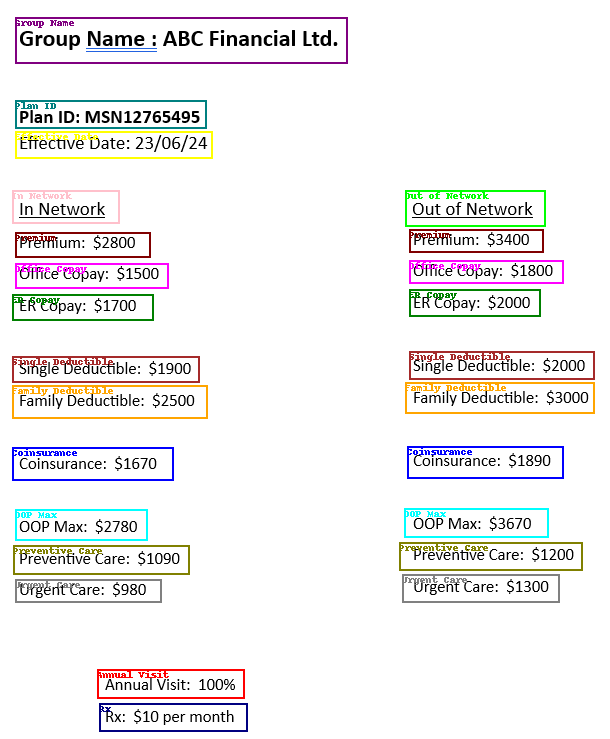 Group Name
Group Name : ABC Financial Ltd.
Plan ID
Plan ID: MSN12765495
Effective Date
Effective Date: 23/06/24
In Network
In Network
Premium
Premium: $2800
Office Copay
Office Copay: $1500
ER Copay
ER Copay: $1700
Single Deductible
Single Deductible: $1900
Family Deductible
Family Deductible: $2500
Coinsurance
Coinsurance: $1670
OOP Max
OOP Max: $2780
Preventive Care
Preventive Care: $1090
Urgent Care
Urgent Care: $980
Out of Network
Out of Network
Premium
Premium: $3400
Office Copay
Office Copay: $1800
ER Copay
ER Copay: $2000
Single Deductible
Single Deductible: $2000
Family Deductible
Family Deductible: $3000
Coinsurance
Coinsurance: $1890
OOP Max
OOP Max: $3670
Preventive Care
Preventive Care: $1200
Urgent Care
Urgent Care: $1300
Annual Visit
Annual Visit: 100%
Rx
Rx: $10 per month